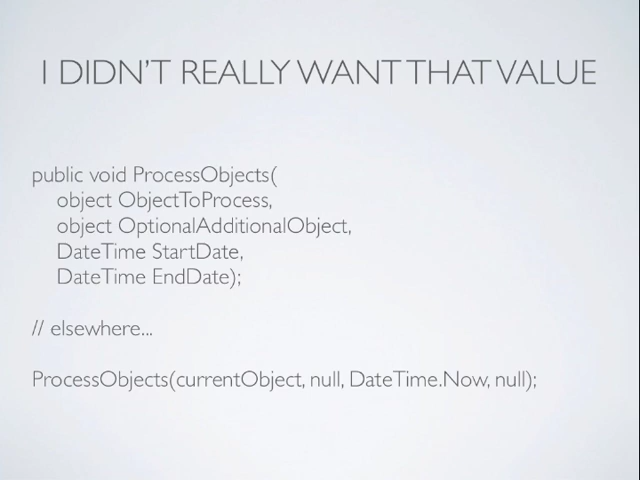 I DIDN'T REALLY WANT THAT VALUE
public void ProcessObjects(
object ObjectToProcess,
object OptionalAdditionalObject,
DateTime StartDate,
DateTime EndDate);
// elsewhere...
ProcessObjects(currentObject, null, DateTime.Now, null);